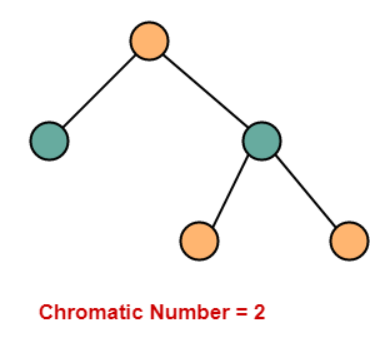 Chromatic Number = 2